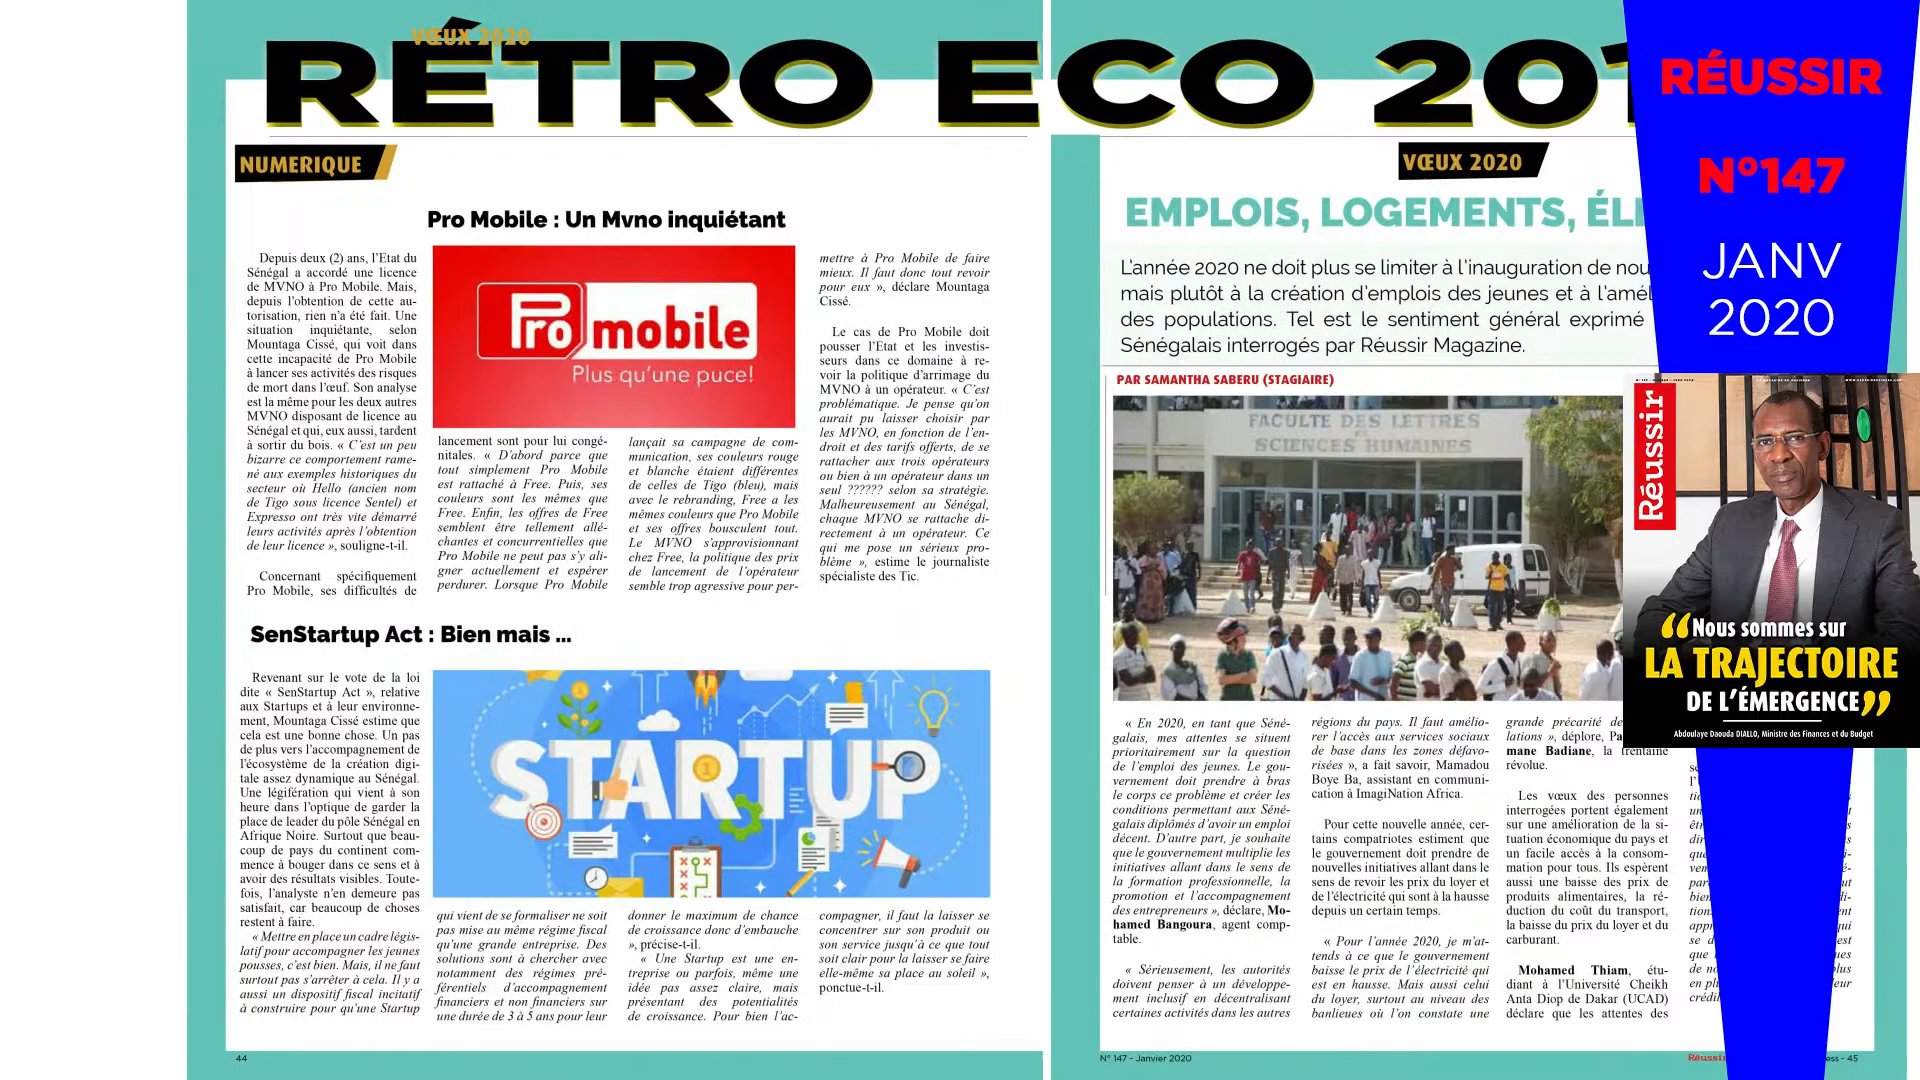 VŒUX 2020
RÉTRO ECO 201
NUMERIQUE
Pro Mobile : Un Mvno inquiétant
Depuis deux (2) ans, l’Etat du
Sénégal a accordé une licence
de MVNO à Pro Mobile. Mais,
depuis l’obtention de cette au-
torisation, rien n’a été fait. Une
situation inquiétante, selon
Mountaga Cissé, qui voit dans
cette incapacité de Pro Mobile
à lancer ses activités des risques
de mort dans l’œuf. Son analyse
est la même pour les deux autres
MVNO disposant de licence au
Sénégal et qui, eux aussi, tardent
à sortir du bois. « C’est un peu
bizarre ce comportement rame-
né aux exemples historiques du
secteur où Hello (ancien nom
de Tigo sous licence Sentel) et
Expresso ont très vite démarré
leurs activités après l’obtention
de leur licence », souligne-t-il.
Concernant spécifiquement
Pro Mobile, ses difficultés de
Pro mobile
Plus qu’une puce!
lancement sont pour lui congé-
nitales. « D’abord parce que
tout simplement Pro Mobile
est rattaché à Free. Puis, ses
couleurs sont les mêmes que
Free. Enfin, les offres de Free
semblent être tellement allé-
chantes et concurrentielles que
Pro Mobile ne peut pas s’y ali-
gner actuellement et espérer
perdurer. Lorsque Pro Mobile
lançait sa campagne de com-
munication, ses couleurs rouge
et blanche étaient différentes
de celles de Tigo (bleu), mais
avec le rebranding, Free a les
mêmes couleurs que Pro Mobile
et ses offres bousculent tout.
Le MVNO s’approvisionnant
chez Free, la politique des prix
de lancement de l’opérateur
semble trop agressive pour per-
mettre à Pro Mobile de faire
mieux. Il faut donc tout revoir
pour eux », déclare Mountaga
Cissé.
Le cas de Pro Mobile doit
pousser l’Etat et les investis-
seurs dans ce domaine à re-
voir la politique d’arrimage du
MVNO à un opérateur. « C’est
problématique. Je pense qu’on
aurait pu laisser choisir par
les MVNO, en fonction de l’en-
droit et des tarifs offerts, de se
rattacher aux trois opérateurs
ou bien à un opérateur dans un
seul ?????? selon sa stratégie.
Malheureusement au Sénégal,
chaque MVNO se rattache di-
rectement à un opérateur. Ce
qui me pose un sérieux pro-
blème », estime le journaliste
spécialiste des Tic.
SenStartup Act : Bien mais ...
Revenant sur le vote de la loi
dite « SenStartup Act », relative
aux Startups et à leur environne-
ment, Mountaga Cissé estime que
cela est une bonne chose. Un pas
de plus vers l’accompagnement de
l’écosystème de la création digi-
tale assez dynamique au Sénégal.
Une législation qui vient à son
heure dans l’optique de garder la
place de leader du pôle Sénégal en
Afrique Noire. Surtout que beau-
coup de pays du continent com-
mence à bouger dans ce sens et à
avoir des résultats visibles. Toute-
fois, l’analyste n’en demeure pas
satisfait, car beaucoup de choses
restent à faire.
« Mettre en place un cadre légis-
latif pour accompagner les jeunes
pousses, c’est bien. Mais, il ne faut
surtout pas s’arrêter à cela. Il y a
aussi un dispositif fiscal incitatif
à construire pour qu’une Startup
STARTUP
qui vient de se formaliser ne soit
pas mise au même régime fiscal
qu’une grande entreprise. Des
solutions sont à chercher avec
notamment des régimes pré-
férentiels d’accompagnement
financiers et non financiers sur
une durée de 3 à 5 ans pour leur
donner le maximum de chance
de croissance donc d’embauche
», précise-t-il.
« Une Startup est une en-
treprise ou parfois, même une
idée pas assez claire, mais
présentant des potentialités
de croissance. Pour bien l’ac-
compagner, il faut la laisser se
concentrer sur son produit ou
son service jusqu’à ce que tout
soit clair pour la laisser se faire
elle-même sa place au soleil »,
ponctue-t-il.
44
VŒUX 2020
EMPLOIS, LOGEMENTS,
L’année 2020 ne doit plus se limiter à l’inauguration de
mais plutôt à la création d’emplois des jeunes et à
des populations. Tel est le sentiment général exprimé
Sénégalais interrogés par Réussir Magazine.
PAR SAMANTHA SABERU (STAGIAIRE)
FACULTE DES LETTRES
SCIENCES HUMAINES
« En 2020, en tant que Séné-
galais, mes attentes se situent
prioritairement sur la question
de l’emploi des jeunes. Le gou-
vernement doit prendre à bras
le corps ce problème et créer les
conditions permettant aux Séné-
galais diplômés d’avoir un emploi
décent. D’autre part, je souhaite
que le gouvernement multiplie les
initiatives allant dans le sens de
la formation professionnelle, la
promotion et l’accompagnement
des entrepreneurs », déclare, Mo-
hamed Bangoura, agent comp-
table.
« Sérieusement, les autorités
doivent penser à un développe-
ment inclusif en décentralisant
certaines activités dans les autres
régions du pays. Il faut amélio-
rer l’accès aux services sociaux
de base dans les zones défavo-
risées », a fait savoir, Mamadou
Boye Ba, assistant en communi-
cation à ImagiNation Africa.
Pour cette nouvelle année, cer-
tains compatriotes estiment que
le gouvernement doit prendre de
nouvelles initiatives allant dans le
sens de revoir les prix du loyer et
de l’électricité qui sont à la hausse
depuis un certain temps.
« Pour l’année 2020, je m’at-
tends à ce que le gouvernement
baisse le prix de l’électricité qui
est en hausse. Mais aussi celui
du loyer, surtout au niveau des
banlieues où l’on constate une
grande précarité
lations », déplore,
mane Badiane, la trentaine
révolue.
Les vœux des personnes
interrogées portent également
sur une amélioration de la si-
tuation économique du pays et
un facile accès à la consom-
mation pour tous. Ils espèrent
aussi une baisse des prix de
produits alimentaires, la ré-
duction du coût du transport,
la baisse du prix du loyer et du
carburant.
Mohamed Thiam, étu-
diant à l’Université Cheikh
Anta Diop de Dakar (UCAD)
déclare que les attentes des
N° 147 - Janvier 2020
Réussir
- 45
RÉUSSIR
N°147
JANV
2020
Réussir
“Nous sommes sur
LA TRAJECTOIRE
DE L’ÉMERGENCE”
Abdoulaye Daouda DIALLO, Ministre des Finances et du Budget